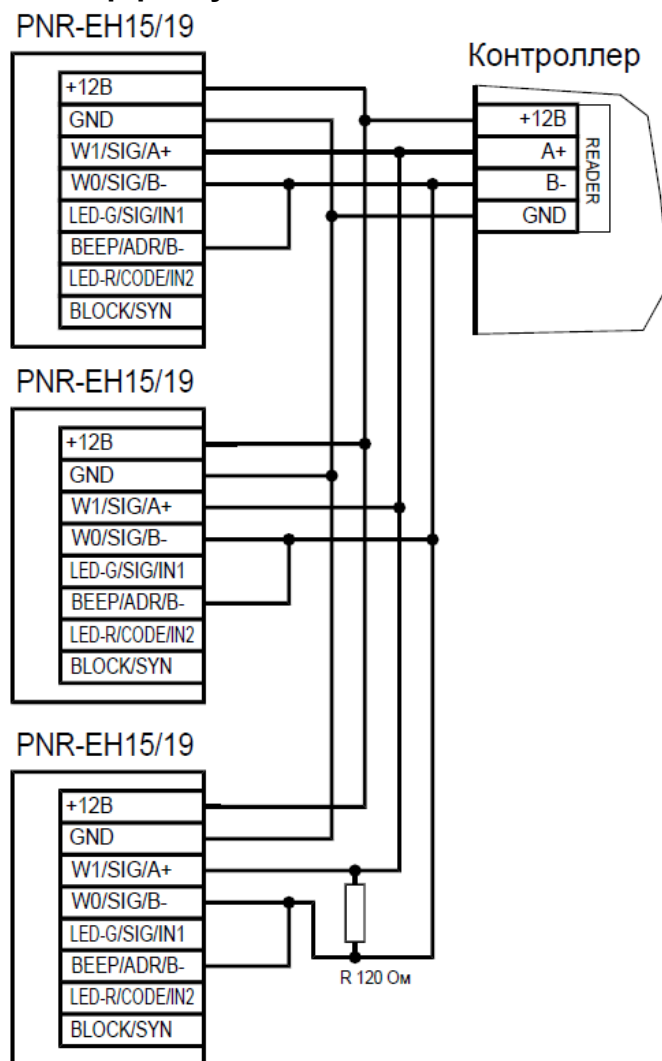 PNR-EH15/19
+12В
GND
W1/SIG/A+
W0/SIG/B-
LED-G/SIG/IN1
BEEP/ADR/B-
LED-R/CODE/IN2
BLOCK/SYN
Контроллер
+12В
A+
B-
GND
READER
PNR-EH15/19
+12В
GND
W1/SIG/A+
W0/SIG/B-
LED-G/SIG/IN1
BEEP/ADR/B-
LED-R/CODE/IN2
BLOCK/SYN
PNR-EH15/19
+12В
GND
W1/SIG/A+
W0/SIG/B-
LED-G/SIG/IN1
BEEP/ADR/B-
LED-R/CODE/IN2
BLOCK/SYN
R 120 Ом